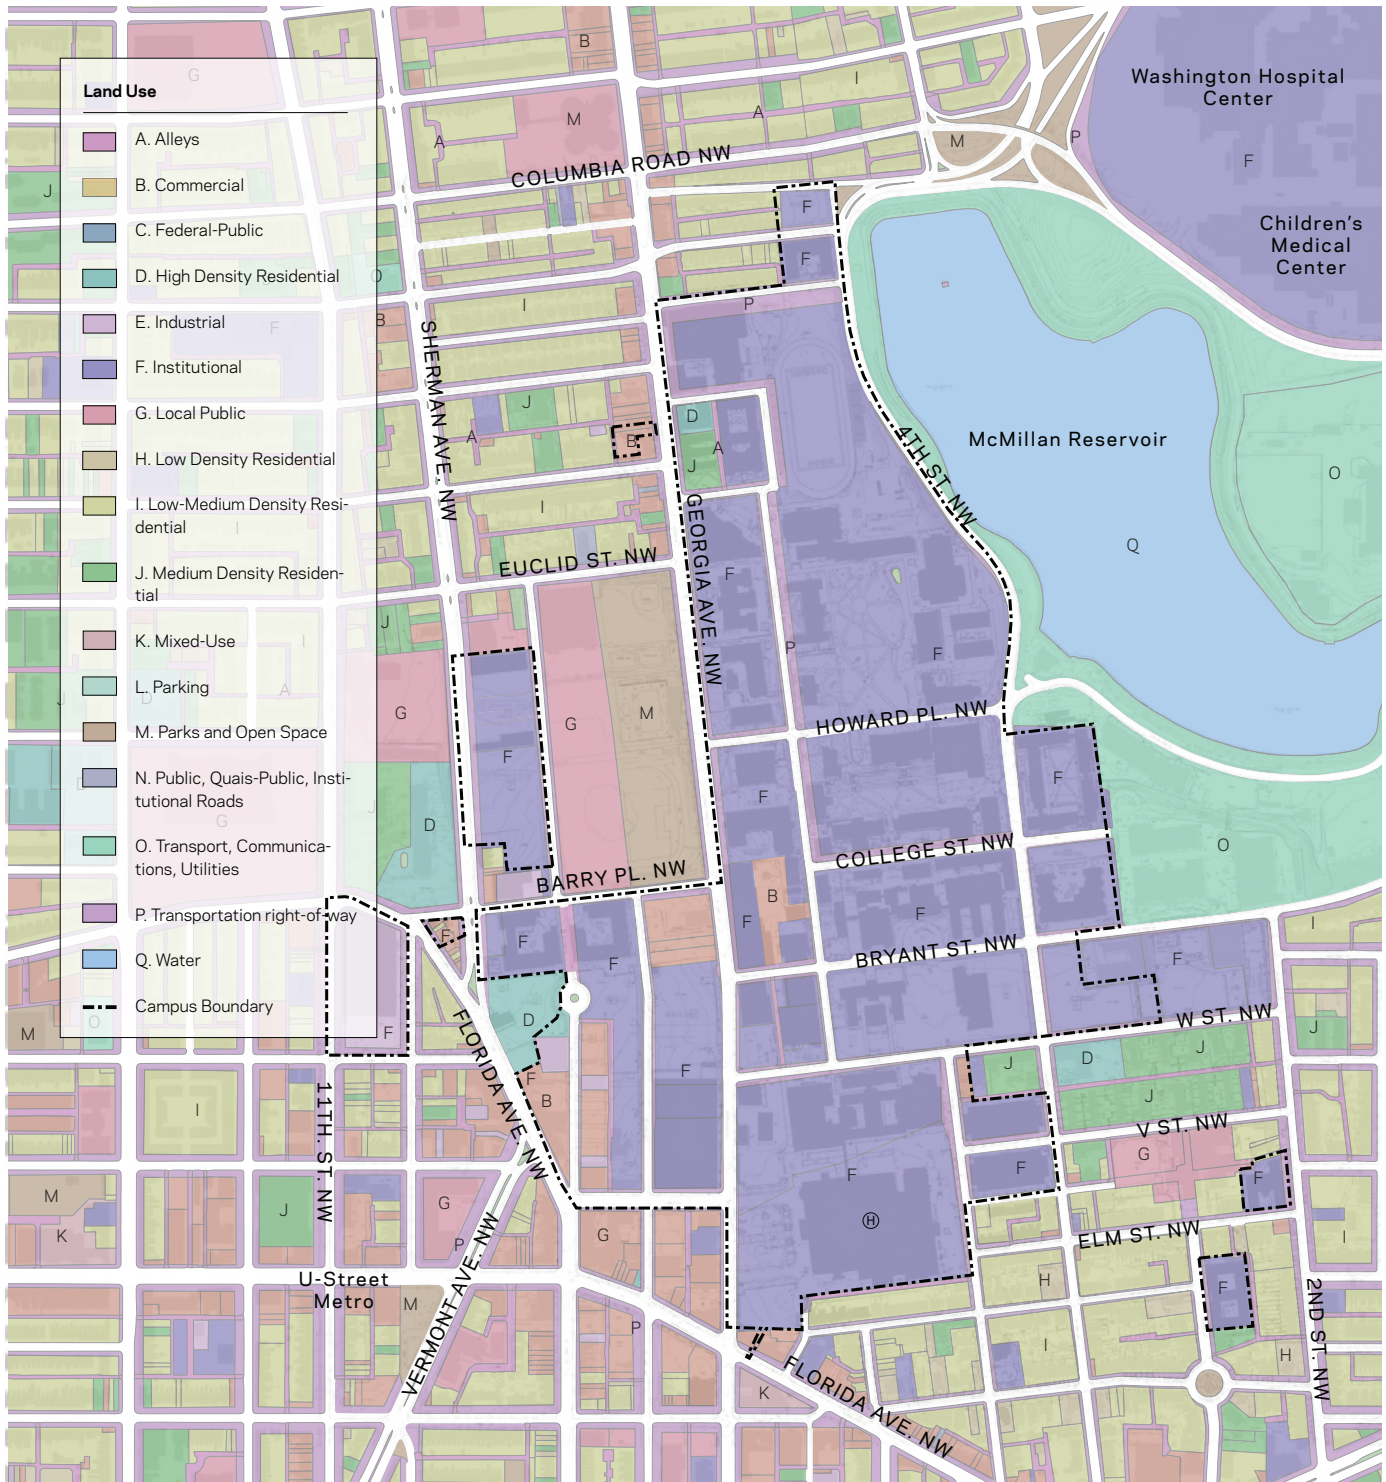 Land Use
A. Alleys
B. Commercial
C. Federal-Public
D. High Density Residential
E. Industrial
F. Institutional
G. Local Public
H. Low Density Residential
I. Low-Medium Density Resi-
dential
J. Medium Density Residen-
tial
K. Mixed-Use
L. Parking
M. Parks and Open Space
N. Public, Quais-Public, Insti-
tutional Roads
O. Transport, Communica-
tions, Utilities
P. Transportation right-of-way
Q. Water
Campus Boundary
Washington Hospital
Center
Children's
Medical
Center
McMillan Reservoir
COLUMBIA ROAD NW
SHERMAN AVE. NW
GEORGIA AVE. NW
4TH ST. NW
EUCLID ST. NW
HOWARD PL. NW
COLLEGE ST. NW
BARRY PL. NW
BRYANT ST. NW
W ST. NW
V ST. NW
ELM ST. NW
2ND ST. NW
FLORIDA AVE. NW
11TH. ST. NW
VERMONT AVE. NW
U-Street
Metro
FLORIDA AVE. NW
G
B
I
A
M
A
M
P
F
J
F
F
O
P
I
B
F
J
A
B
D
A
J
O
I
I
Q
F
J
I
P
F
A
J
D
G
G
M
F
F
F
E
J
D
G
O
B
F
F
F
F
F
F
I
D
O
M
F
J
F
F
J
D
J
J
B
I
F
G
F
F
F
M
K
J
G
P
G
H
I
H
F
M
P
I
H
K